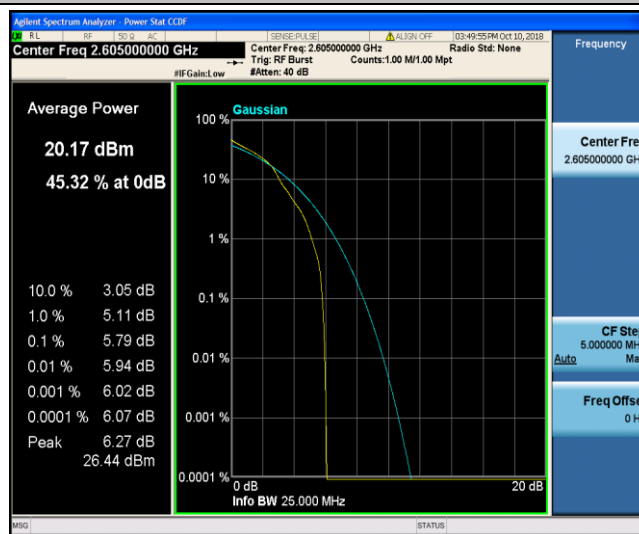 Agilent Spectrum Analyzer - Power Stat CCDF
RL RF 50 Ω AC SENSE:PULSE ALIGN OFF 03:49:55 PM Oct 10, 2018
Center Freq 2.605000000 GHz
Center Freq: 2.605000000 GHz Radio Std: None
Trig: RF Burst Counts:1.00 M/1.00 Mpt
#IFGain:Low #Atten: 40 dB
Frequency
Average Power
20.17 dBm
45.32 % at 0dB
10.0 % 3.05 dB
1.0 % 5.11 dB
0.1 % 5.79 dB
0.01 % 5.94 dB
0.001 % 6.02 dB
0.0001 % 6.07 dB
Peak 6.27 dB
26.44 dBm
Gaussian
100 %
10 %
1 %
0.1 %
0.01 %
0.001 %
0.0001 %
0 dB 20 dB
Info BW 25.000 MHz
Center Fre
2.605000000 GH
CF Ste
5.000000 MH
Auto Ma
Freq Offse
0 H
MSG STATUS